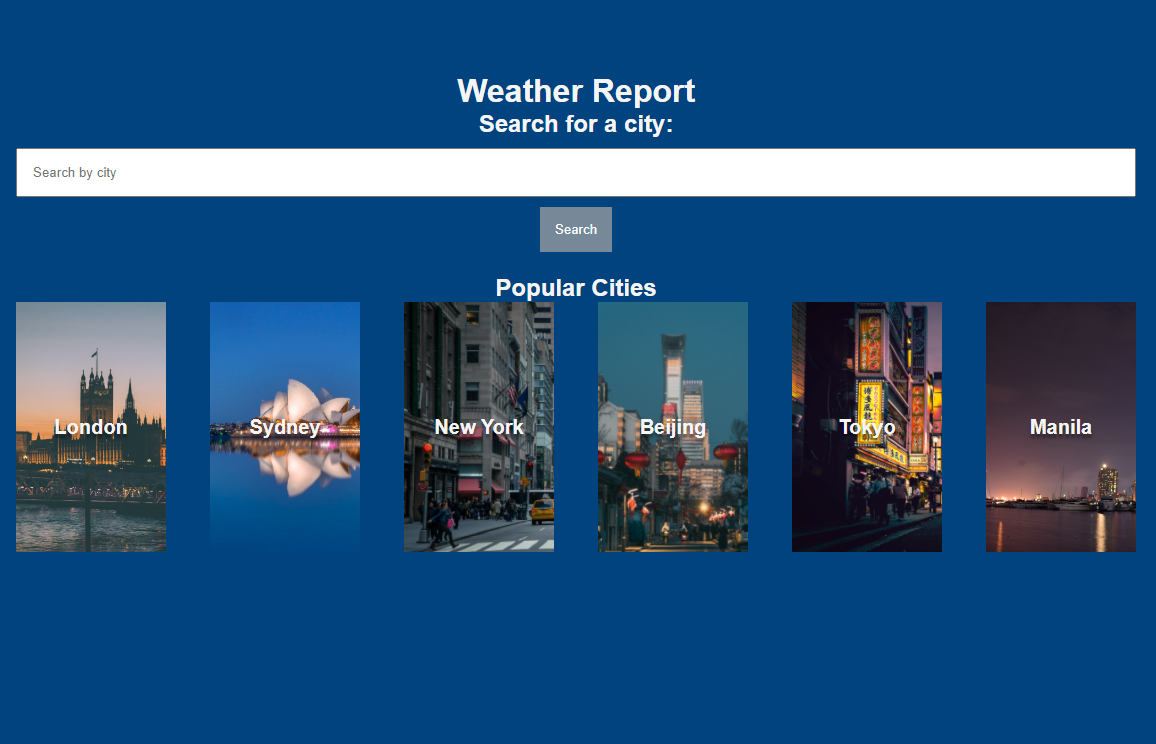 Weather Report
Search for a city:
Search by city
Search
Popular Cities
London
Sydney
New York
Beijing
Tokyo
Manila